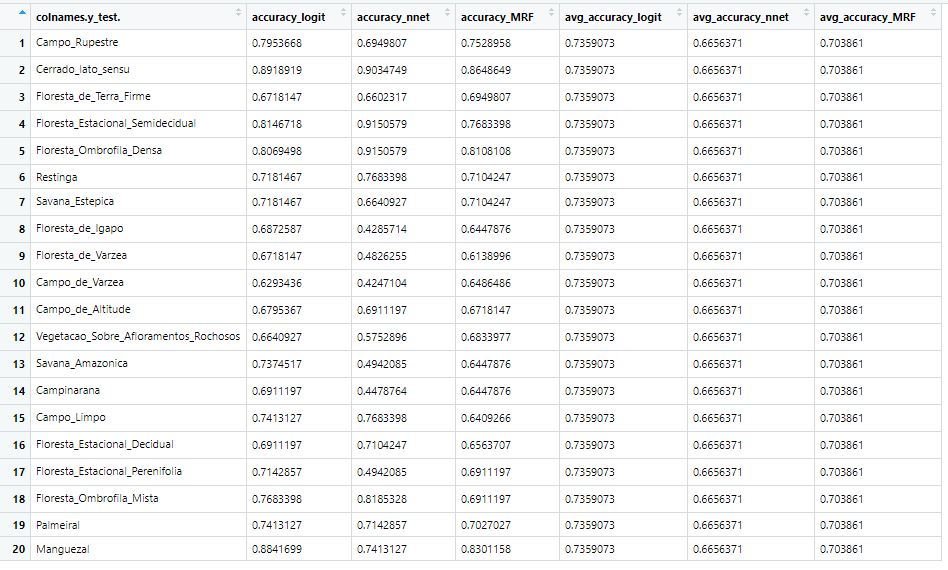 colnames.y_test. accuracy_logit accuracy_nnet accuracy_MRF avg_accuracy_logit avg_accuracy_nnet avg_accuracy_MRF
1 Campo_Rupestre 0.7953668 0.6949807 0.7528958 0.7359073 0.6656371 0.703861
2 Cerrado_lato_sensu 0.8918919 0.9034749 0.8648649 0.7359073 0.6656371 0.703861
3 Floresta_de_Terra_Firme 0.6718147 0.6602317 0.6949807 0.7359073 0.6656371 0.703861
4 Floresta_Estacional_Semidecidual 0.8146718 0.9150579 0.7683398 0.7359073 0.6656371 0.703861
5 Floresta_Ombrofila_Densa 0.8069498 0.9150579 0.8108108 0.7359073 0.6656371 0.703861
6 Restinga 0.7181467 0.7683398 0.7104247 0.7359073 0.6656371 0.703861
7 Savana_Estepica 0.7181467 0.6640927 0.7104247 0.7359073 0.6656371 0.703861
8 Floresta_de_Igapo 0.6872587 0.4285714 0.6447876 0.7359073 0.6656371 0.703861
9 Floresta_de_Varzea 0.6718147 0.4826255 0.6138996 0.7359073 0.6656371 0.703861
10 Campo_de_Varzea 0.6293436 0.4247104 0.6486486 0.7359073 0.6656371 0.703861
11 Campo_de_Altitude 0.6795367 0.6911197 0.6718147 0.7359073 0.6656371 0.703861
12 Vegetacao_Sobre_Afloramentos_Rochosos 0.6640927 0.5752896 0.6833977 0.7359073 0.6656371 0.703861
13 Savana_Amazonica 0.7374517 0.4942085 0.6447876 0.7359073 0.6656371 0.703861
14 Campinarana 0.6911197 0.4478764 0.6447876 0.7359073 0.6656371 0.703861
15 Campo_Limpo 0.7413127 0.7683398 0.6409266 0.7359073 0.6656371 0.703861
16 Floresta_Estacional_Decidual 0.6911197 0.7104247 0.6563707 0.7359073 0.6656371 0.703861
17 Floresta_Estacional_Perenifolia 0.7142857 0.4942085 0.6911197 0.7359073 0.6656371 0.703861
18 Floresta_Ombrofila_Mista 0.7683398 0.8185328 0.6911197 0.7359073 0.6656371 0.703861
19 Palmeiral 0.7413127 0.7142857 0.7027027 0.7359073 0.6656371 0.703861
20 Manguezal 0.8841699 0.7413127 0.8301158 0.7359073 0.6656371 0.703861